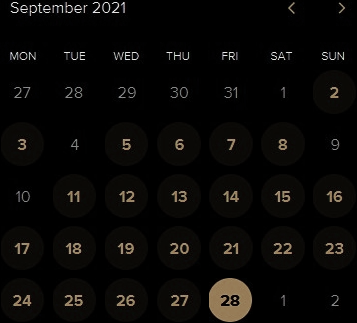 September 2021
MON TUE WED THU FRI SAT SUN
27 28 29 30 31 1 2
3 4 5 6 7 8 9
10 11 12 13 14 15 16
17 18 19 20 21 22 23
24 25 26 27 28 1 2